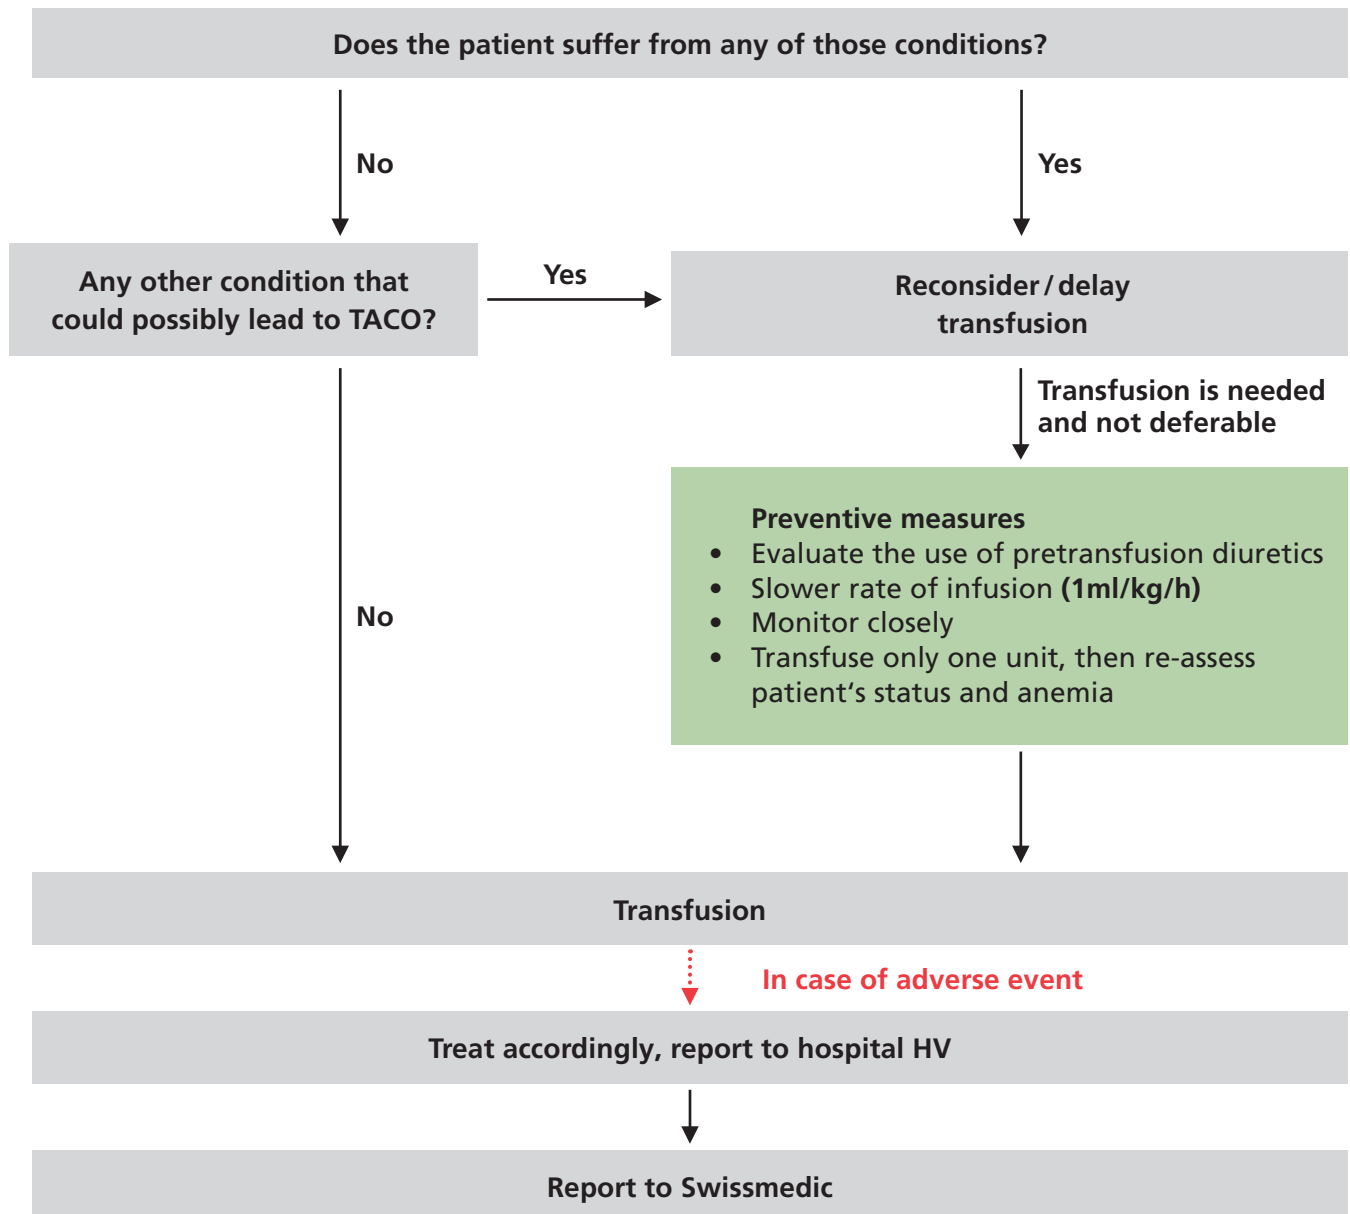 Does the patient suffer from any of those conditions?
No
Yes
Any other condition that
could possibly lead to TACO?
Yes
Reconsider / delay
transfusion
Transfusion is needed
and not deferable
Preventive measures
• Evaluate the use of pretransfusion diuretics
• Slower rate of infusion (1ml/kg/h)
• Monitor closely
• Transfuse only one unit, then re-assess
patient‘s status and anemia
No
Transfusion
In case of adverse event
Treat accordingly, report to hospital HV
Report to Swissmedic